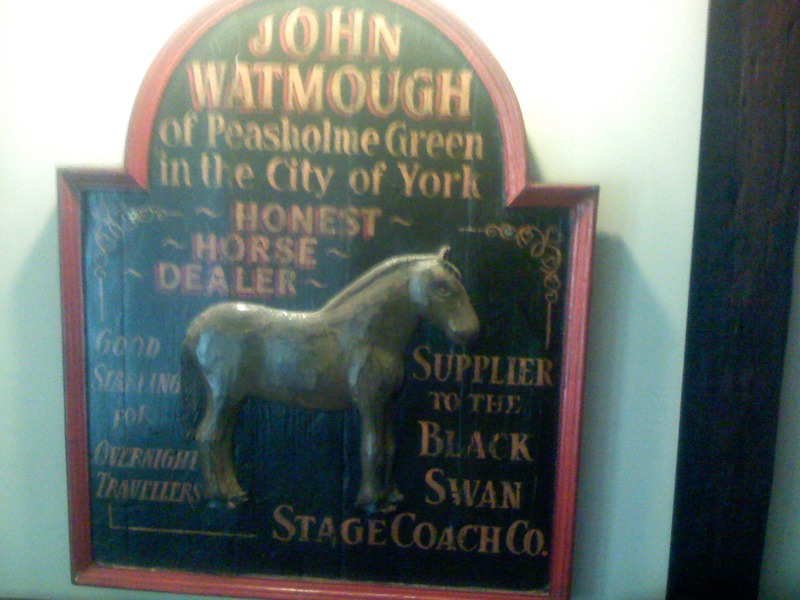 JOHN
WATMOUGH
of Peasholme Green
in the City of York
~ HONEST ~
~ HORSE ~
~ DEALER ~
GOOD
STABLING
FOR
OVERNIGHT
TRAVELLERS
SUPPLIER
TO THE
BLACK
SWAN
STAGE COACH CO.